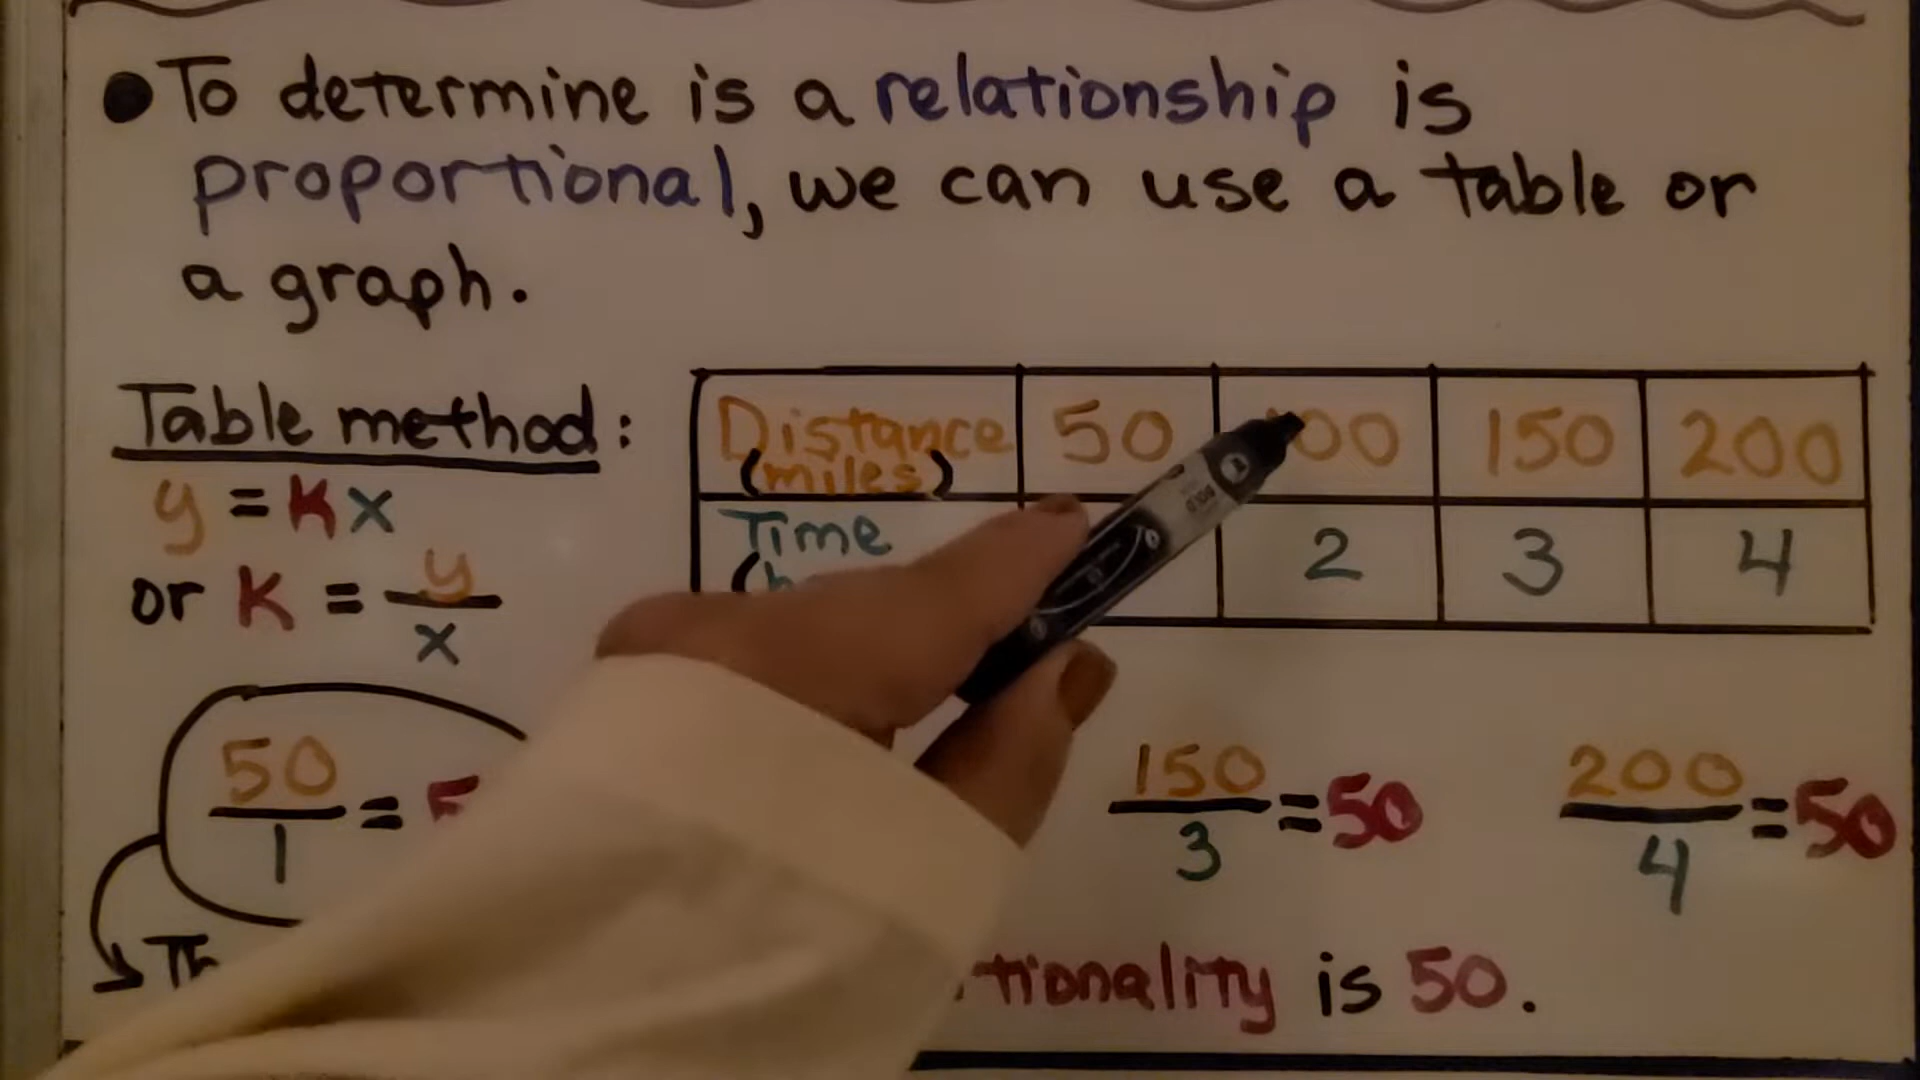 To determine is a relationship is
proportional, we can use a table or
a graph.
Table method:
y = kx
or k = y/x
Distance (miles) 50 00 150 200
Time 2 3 4
50/1 =
150/3 = 50
200/4 = 50
tionality is 50.